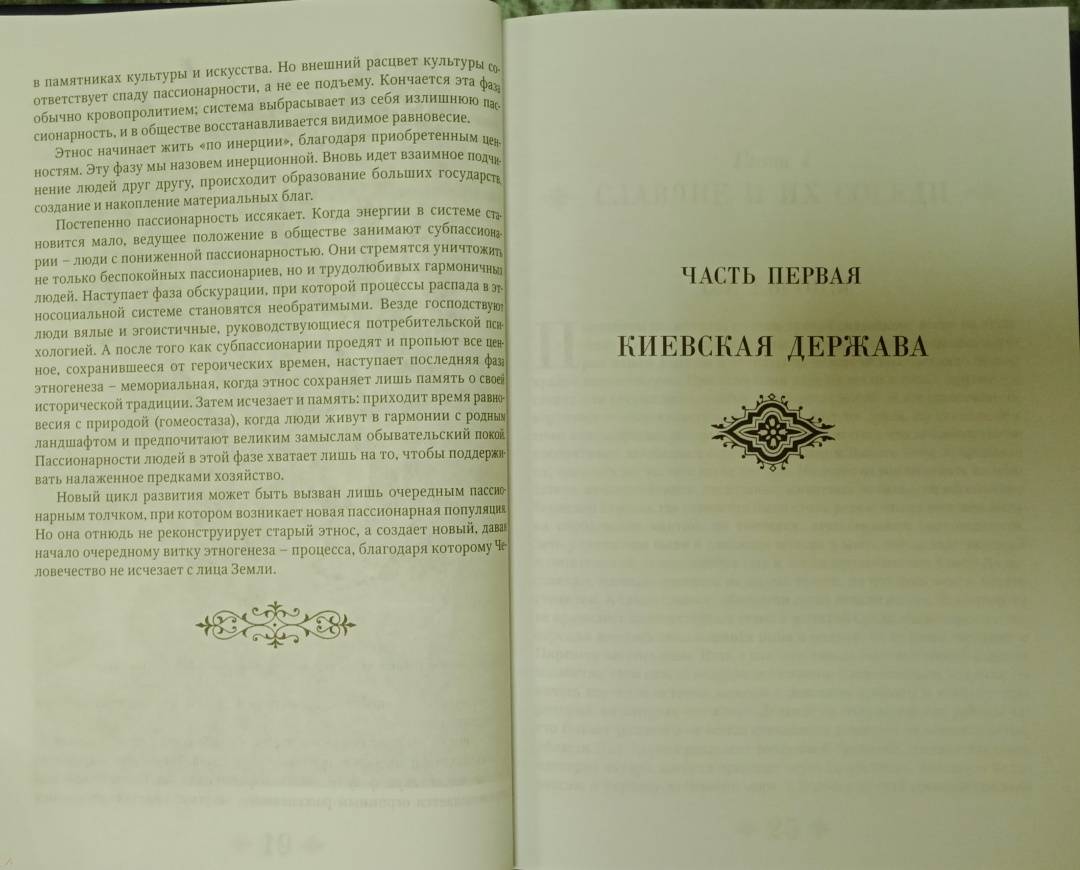 в памятниках культуры и искусства. Но внешний расцвет культуры со-
ответствует спаду пассионарности, а не ее подъему. Кончается эта фаза
обычно кровопролитием; система выбрасывает из себя излишнюю пас-
сионарность, и в обществе восстанавливается видимое равновесие.
Этнос начинает жить «по инерции», благодаря приобретенным цен-
ностям. Эту фазу мы назовем инерционной. Вновь идет взаимное подчи-
нение людей друг другу, происходит образование больших государств,
создание и накопление материальных благ.
Постепенно пассионарность иссякает. Когда энергии в системе ста-
новится мало, ведущее положение в обществе занимают субпассиона-
рии – люди с пониженной пассионарностью. Они стремятся уничтожить
не только беспокойных пассионариев, но и трудолюбивых гармоничных
людей. Наступает фаза обскурации, при которой процессы распада в эт-
носоциальной системе становятся необратимыми. Везде господствуют
люди вялые и эгоистичные, руководствующиеся потребительской пси-
хологией. А после того как субпассионарии проедят и пропьют все цен-
ное, сохранившееся от героических времен, наступает последняя фаза
этногенеза – мемориальная, когда этнос сохраняет лишь память о своей
исторической традиции. Затем исчезает и память: приходит время равно-
весия с природой (гомеостаза), когда люди живут в гармонии с родным
ландшафтом и предпочитают великим замыслам обывательский покой.
Пассионарности людей в этой фазе хватает лишь на то, чтобы поддержи-
вать налаженное предками хозяйство.
Новый цикл развития может быть вызван лишь очередным пассио-
нарным толчком, при котором возникает новая пассионарная популяция.
Но она отнюдь не реконструирует старый этнос, а создает новый, давая
начало очередному витку этногенеза – процесса, благодаря которому Че-
ловечество не исчезает с лица Земли.
ЧАСТЬ ПЕРВАЯ
КИЕВСКАЯ ДЕРЖАВА